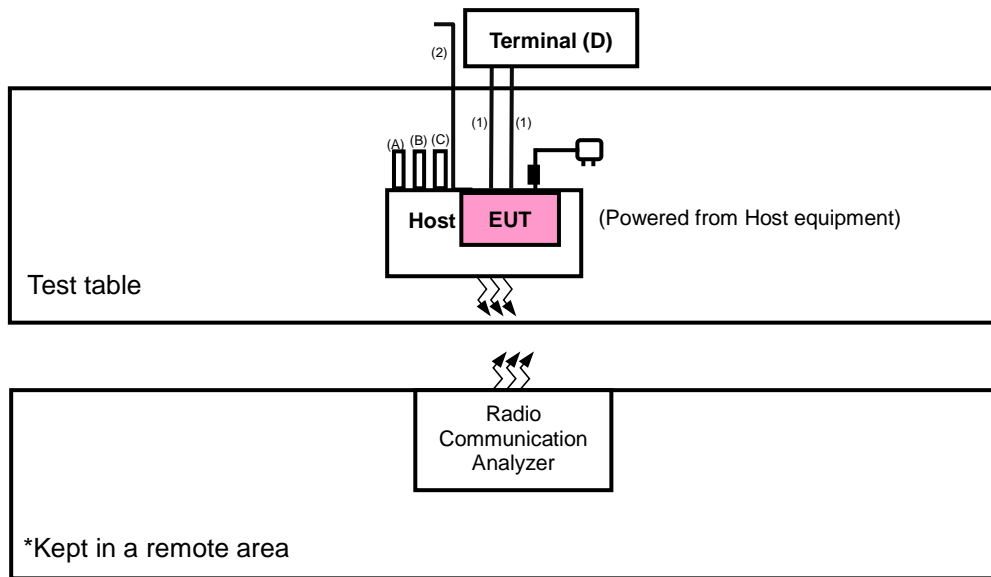 Terminal (D)
(2)
(1)
(1)
(A)
(B)
(C)
Host
EUT
(Powered from Host equipment)
Test table
Radio
Communication
Analyzer
*Kept in a remote area